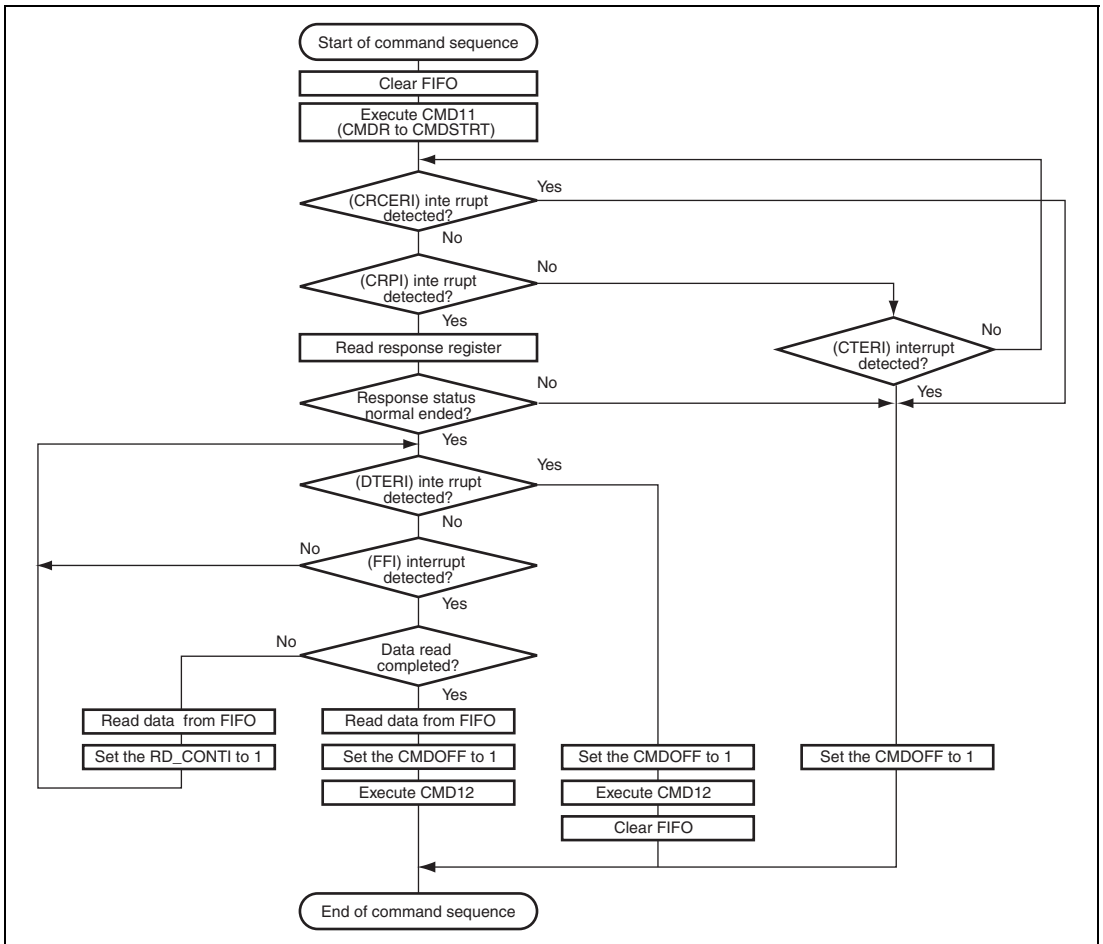 Start of command sequence
Clear FIFO
Execute CMD11
(CMDR to CMDSTRT)
(CRCERI) inte rrupt
detected?
Yes
No
(CRPI) inte rrupt
detected?
No
Yes
(CTERI) interrupt
detected?
No
Yes
Read response register
Response status
normal ended?
No
Yes
(DTERI) inte rrupt
detected?
Yes
No
(FFI) interrupt
detected?
No
Yes
Data read
completed?
No
Yes
Read data from FIFO
Set the RD_CONTI to 1
Read data from FIFO
Set the CMDOFF to 1
Execute CMD12
Set the CMDOFF to 1
Execute CMD12
Clear FIFO
Set the CMDOFF to 1
End of command sequence